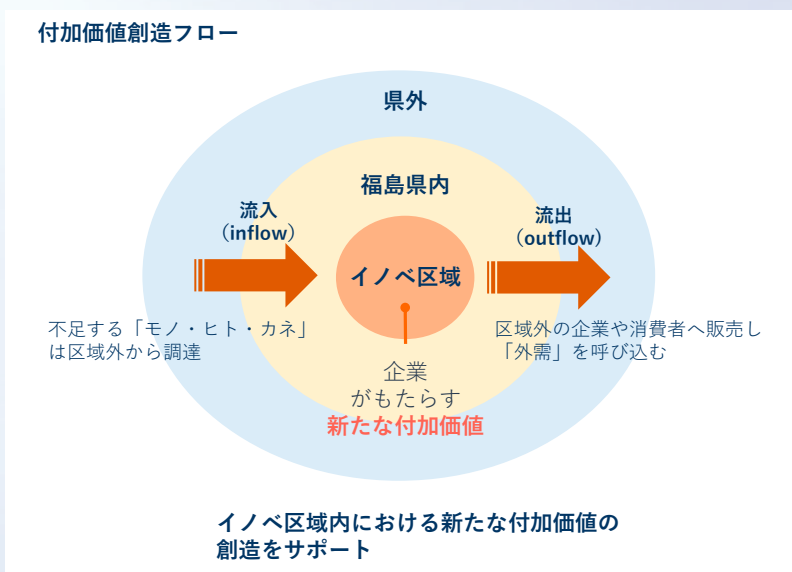 付加価値創造フロー
県外
福島県内
流入
（inflow）
流出
（outflow）
イノベ区域
不足する「モノ・ヒト・カネ」
は区域外から調達
区域外の企業や消費者へ販売し
「外需」を呼び込む
企業
がもたらす
新たな付加価値
イノベ区域内における新たな付加価値の
創造をサポート